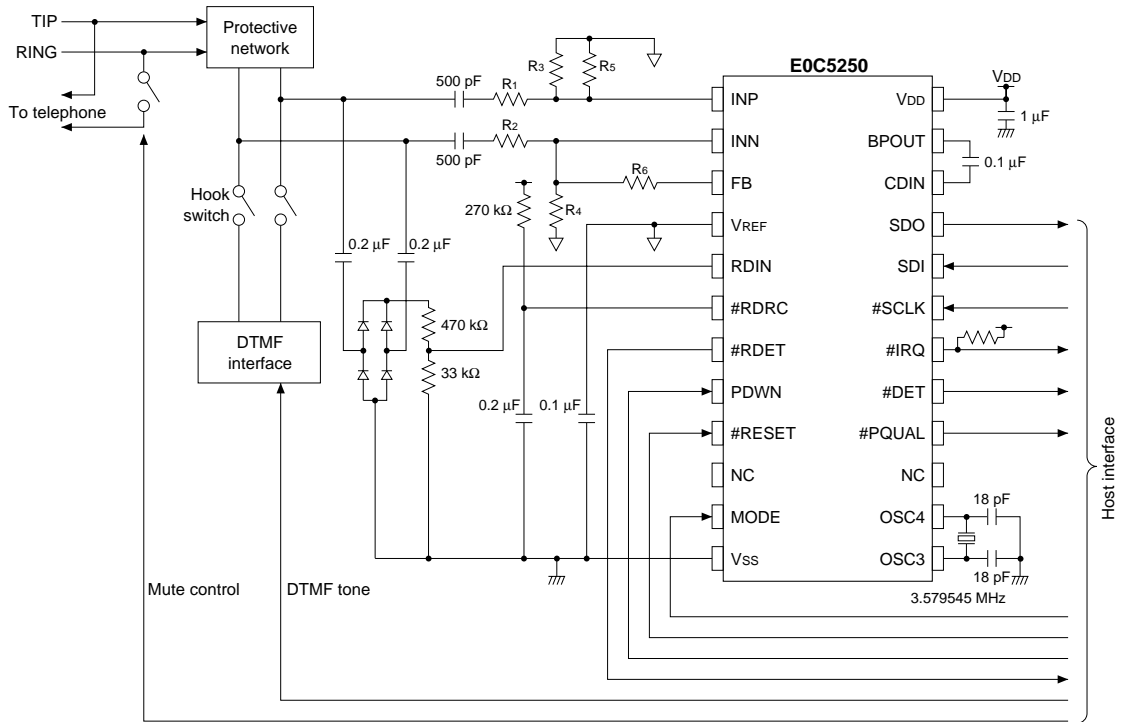 TIP
RING
Protective
network
To telephone
500 pF
R1
R3
R5
500 pF
R2
R6
R4
270 kΩ
Hook
switch
0.2 µF
0.2 µF
470 kΩ
33 kΩ
0.2 µF
0.1 µF
DTMF
interface
Mute control
DTMF tone
E0C5250
INP
INN
FB
VREF
RDIN
#RDRC
#RDET
PDWN
#RESET
NC
MODE
VSS
VDD
BPOUT
CDIN
SDO
SDI
#SCLK
#IRQ
#DET
#PQUAL
NC
OSC4
OSC3
VDD
1 µF
0.1 µF
18 pF
18 pF
3.579545 MHz
Host interface